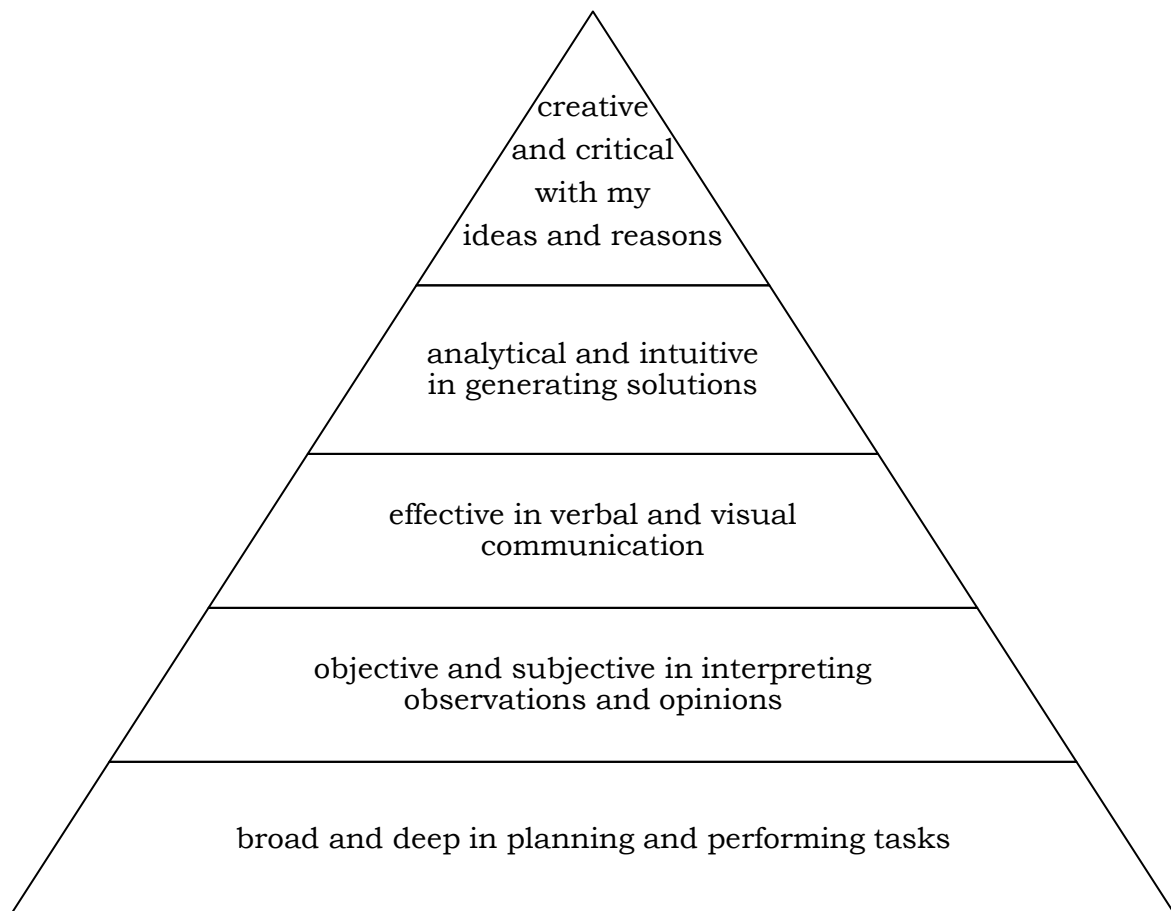 creative
and critical
with my
ideas and reasons
analytical and intuitive
in generating solutions
effective in verbal and visual
communication
objective and subjective in interpreting
observations and opinions
broad and deep in planning and performing tasks